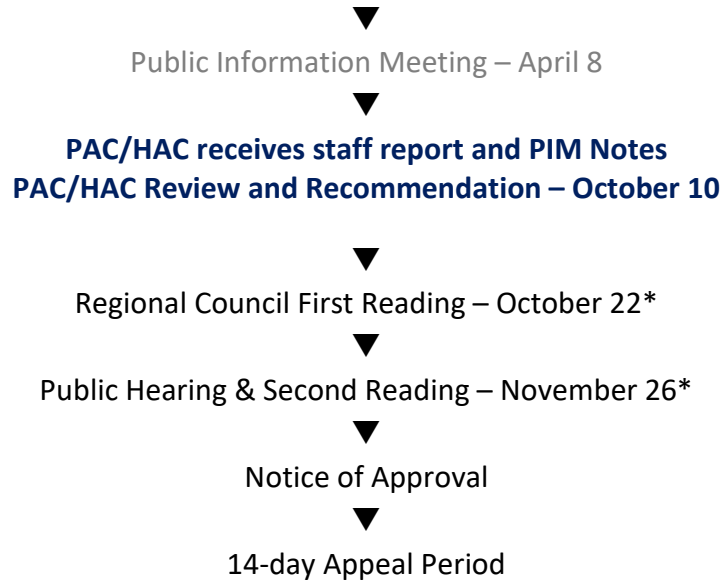 Public Information Meeting – April 8
PAC/HAC receives staff report and PIM Notes
PAC/HAC Review and Recommendation – October 10
Regional Council First Reading – October 22*
Public Hearing & Second Reading – November 26*
Notice of Approval
14-day Appeal Period